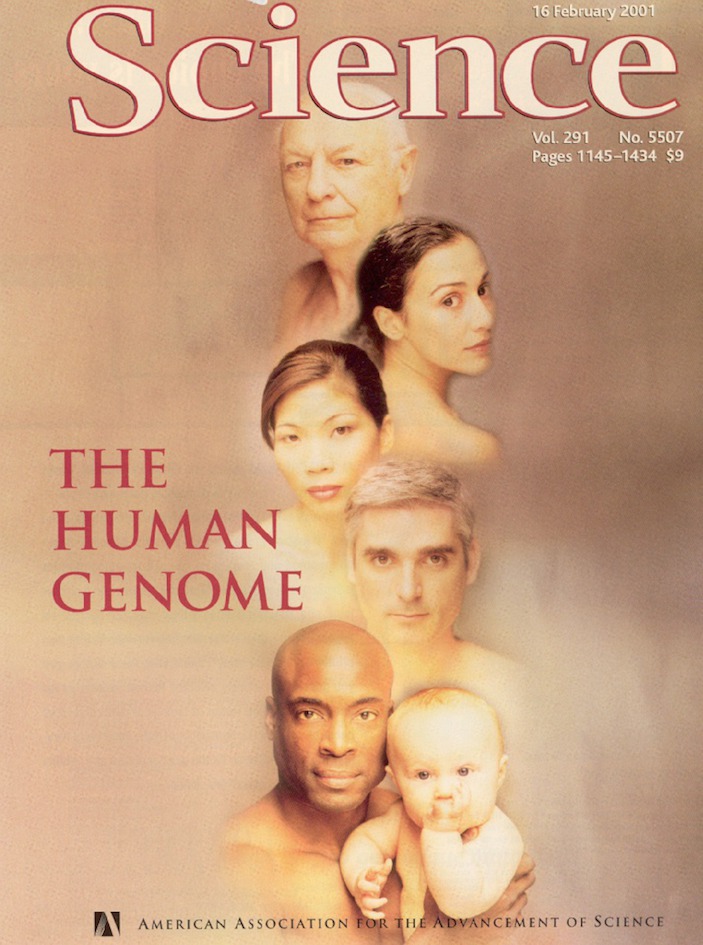 16 February 2001
Science
Vol. 291 No. 5507
Pages 1145–1434 $9
THE
HUMAN
GENOME
AMERICAN ASSOCIATION FOR THE ADVANCEMENT OF SCIENCE